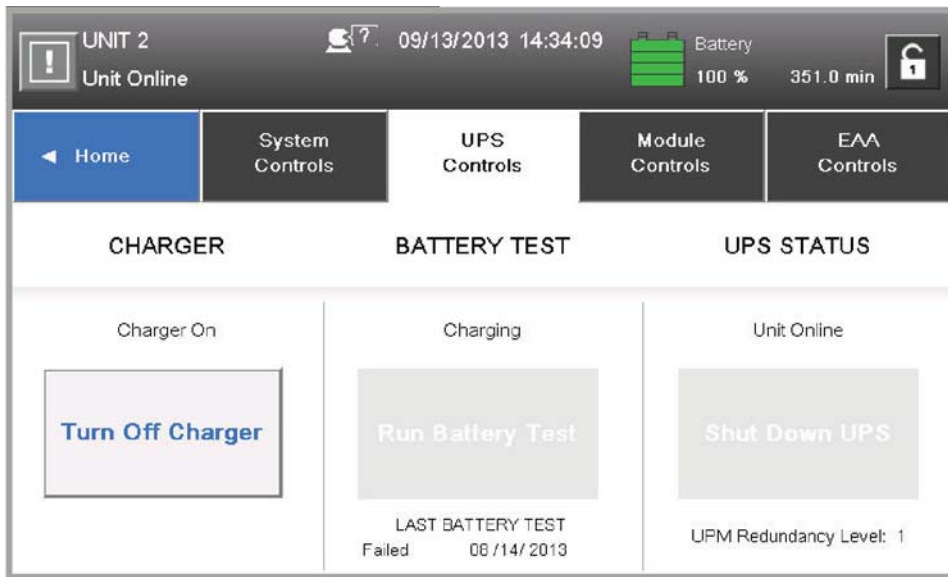 UNIT 2
Unit Online
?
09/13/2013 14:34:09
Battery
100 % 351.0 min
1
◄ Home
System
Controls
UPS
Controls
Module
Controls
EAA
Controls
CHARGER
BATTERY TEST
UPS STATUS
Charger On
Turn Off Charger
Charging
Run Battery Test
LAST BATTERY TEST
Failed 08 /14/ 2013
Unit Online
Shut Down UPS
UPM Redundancy Level: 1